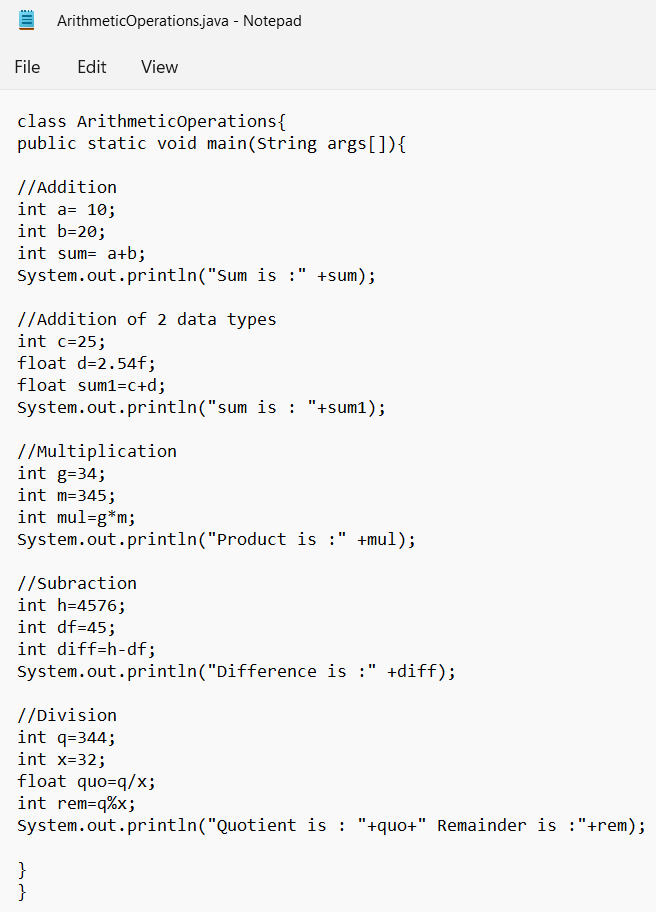 ArithmeticOperations.java - Notepad
File Edit View
class ArithmeticOperations{
public static void main(String args[]){
//Addition
int a= 10;
int b=20;
int sum= a+b;
System.out.println("Sum is :" +sum);
//Addition of 2 data types
int c=25;
float d=2.54f;
float sum1=c+d;
System.out.println("sum is : "+sum1);
//Multiplication
int g=34;
int m=345;
int mul=g*m;
System.out.println("Product is :" +mul);
//Subraction
int h=4576;
int df=45;
int diff=h-df;
System.out.println("Difference is :" +diff);
//Division
int q=344;
int x=32;
float quo=q/x;
int rem=q%x;
System.out.println("Quotient is : "+quo+" Remainder is :"+rem);
}
}